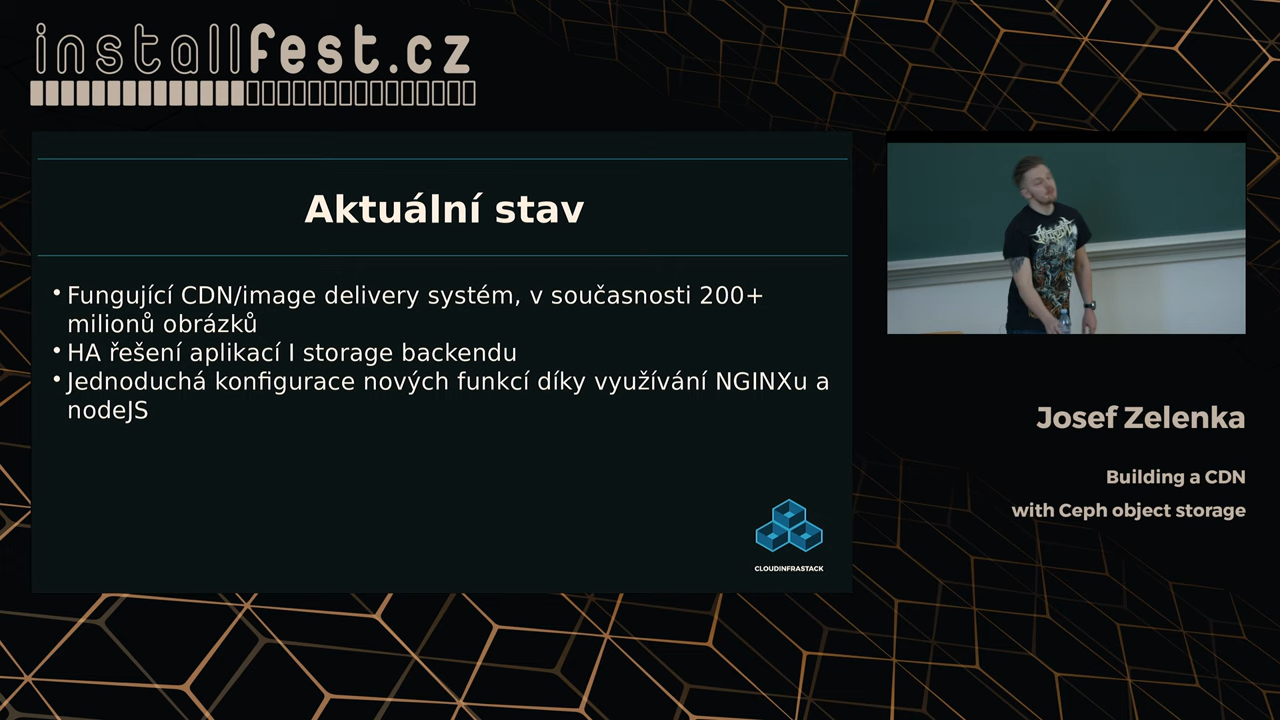 installfest.cz
Aktuální stav
• Fungující CDN/image delivery systém, v současnosti 200+
milionů obrázků
• HA řešení aplikací I storage backendu
• Jednoduchá konfigurace nových funkcí díky využívání NGINXu a
nodeJS
CLOUDINFRASTACK
Josef Zelenka
Building a CDN
with Ceph object storage